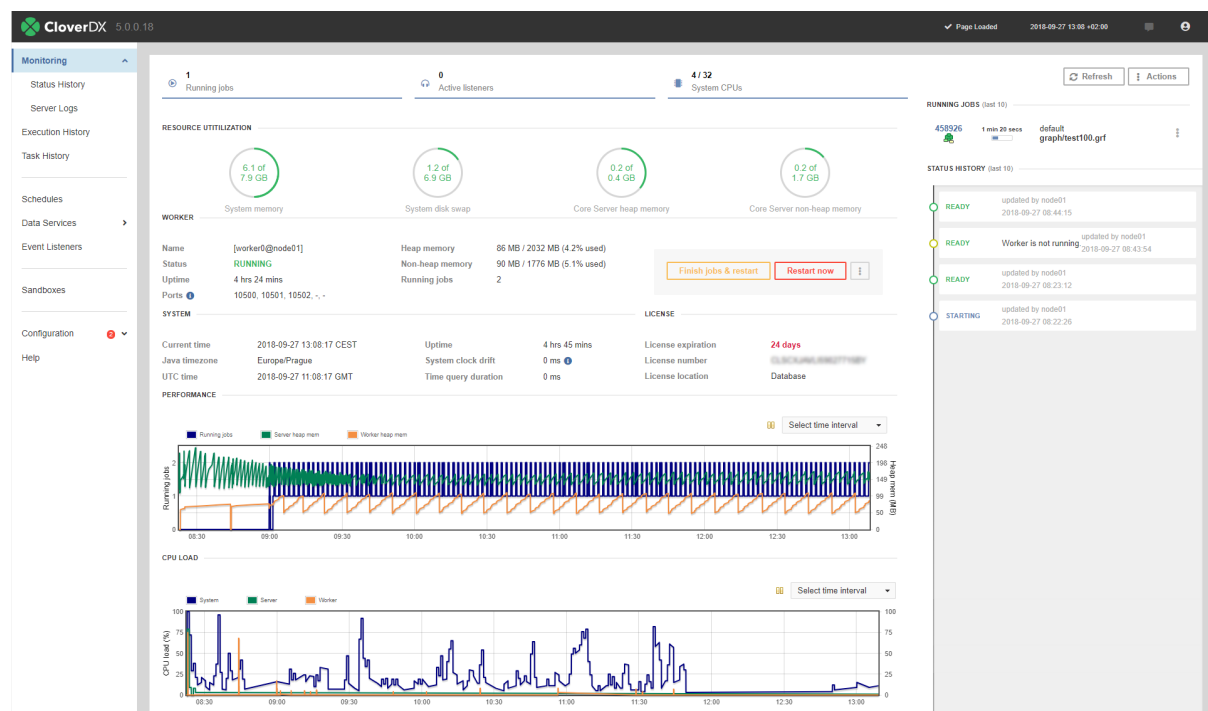 CloverDX 5.0.0.18
Page Loaded 2018-09-27 13:08 +02:00
Monitoring
Status History
Server Logs
Execution History
Task History
Schedules
Data Services
Event Listeners
Sandboxes
Configuration 2
Help
1
Running jobs
0
Active listeners
4 / 32
System CPUs
RESOURCE UTITILIZATION
6.1 of
7.9 GB
System memory
1.2 of
6.9 GB
System disk swap
0.2 of
0.4 GB
Core Server heap memory
0.2 of
1.7 GB
Core Server non-heap memory
WORKER
Name [worker0@node01]
Status RUNNING
Uptime 4 hrs 24 mins
Ports 10500, 10501, 10502, -, -
Heap memory 86 MB / 2032 MB (4.2% used)
Non-heap memory 90 MB / 1776 MB (5.1% used)
Running jobs 2
Finish jobs & restart Restart now
SYSTEM
Current time 2018-09-27 13:08:17 CEST
Java timezone Europe/Prague
UTC time 2018-09-27 11:08:17 GMT
Uptime 4 hrs 45 mins
System clock drift 0 ms
Time query duration 0 ms
LICENSE
License expiration 24 days
License number
License location Database
PERFORMANCE
Select time interval
Running jobs Server heap mem Worker heap mem
Running jobs
2
1
0
248
198
149
99
50
0
Heap mem (MB)
08:30 09:00 09:30 10:00 10:30 11:00 11:30 12:00 12:30 13:00
CPU LOAD
Select time interval
System Server Worker
CPU load (%)
100
75
50
25
0
100
75
50
25
0
08:30 09:00 09:30 10:00 10:30 11:00 11:30 12:00 12:30 13:00
Refresh Actions
RUNNING JOBS (last 10)
458926 1 min 20 secs default
graph/test100.grf
STATUS HISTORY (last 10)
READY updated by node01
2018-09-27 08:44:15
READY Worker is not running updated by node01
2018-09-27 08:43:54
READY updated by node01
2018-09-27 08:23:12
STARTING updated by node01
2018-09-27 08:22:26